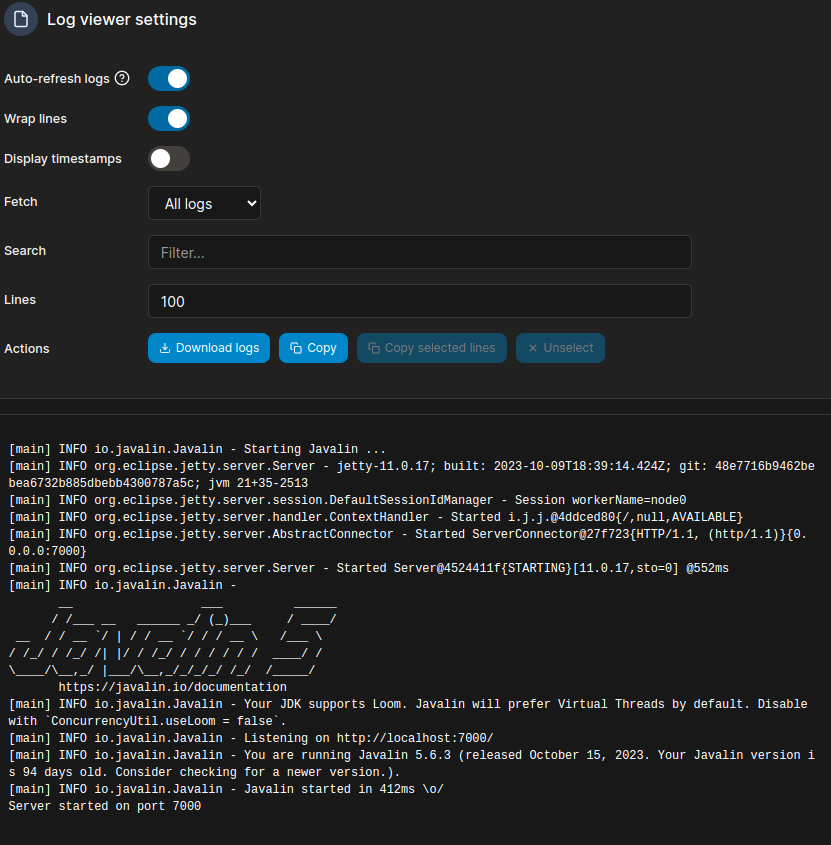 Log viewer settings
Auto-refresh logs ?
Wrap lines
Display timestamps
Fetch All logs
Search Filter...
Lines 100
Actions Download logs Copy Copy selected lines Unselect
[main] INFO io.javalin.Javalin - Starting Javalin ...
[main] INFO org.eclipse.jetty.server.Server - jetty-11.0.17; built: 2023-10-09T18:39:14.424Z; git: 48e7716b9462be
bea6732b885dbebb4300787a5c; jvm 21+35-2513
[main] INFO org.eclipse.jetty.server.session.DefaultSessionIdManager - Session workerName=node0
[main] INFO org.eclipse.jetty.server.handler.ContextHandler - Started i.j.j.@4ddced80{/,null,AVAILABLE}
[main] INFO org.eclipse.jetty.server.AbstractConnector - Started ServerConnector@27f723{HTTP/1.1, (http/1.1)}{0.
0.0.0:7000}
[main] INFO org.eclipse.jetty.server.Server - Started Server@4524411f{STARTING}[11.0.17,sto=0] @552ms
[main] INFO io.javalin.Javalin -
       __                  ___          ______
      / /___ __   ______ _/ (_)___     / ____/
 __  / / __ `/ | / / __ `/ / / __ \   /___ \
/ /_/ / /_/ /| |/ / /_/ / / / / / /  ____/ /
\____/\__,_/ |___/\__,_/_/_/_/ /_/  /_____/
       https://javalin.io/documentation
[main] INFO io.javalin.Javalin - Your JDK supports Loom. Javalin will prefer Virtual Threads by default. Disable
with `ConcurrencyUtil.useLoom = false`.
[main] INFO io.javalin.Javalin - Listening on http://localhost:7000/
[main] INFO io.javalin.Javalin - You are running Javalin 5.6.3 (released October 15, 2023. Your Javalin version i
s 94 days old. Consider checking for a newer version.).
[main] INFO io.javalin.Javalin - Javalin started in 412ms \o/
Server started on port 7000